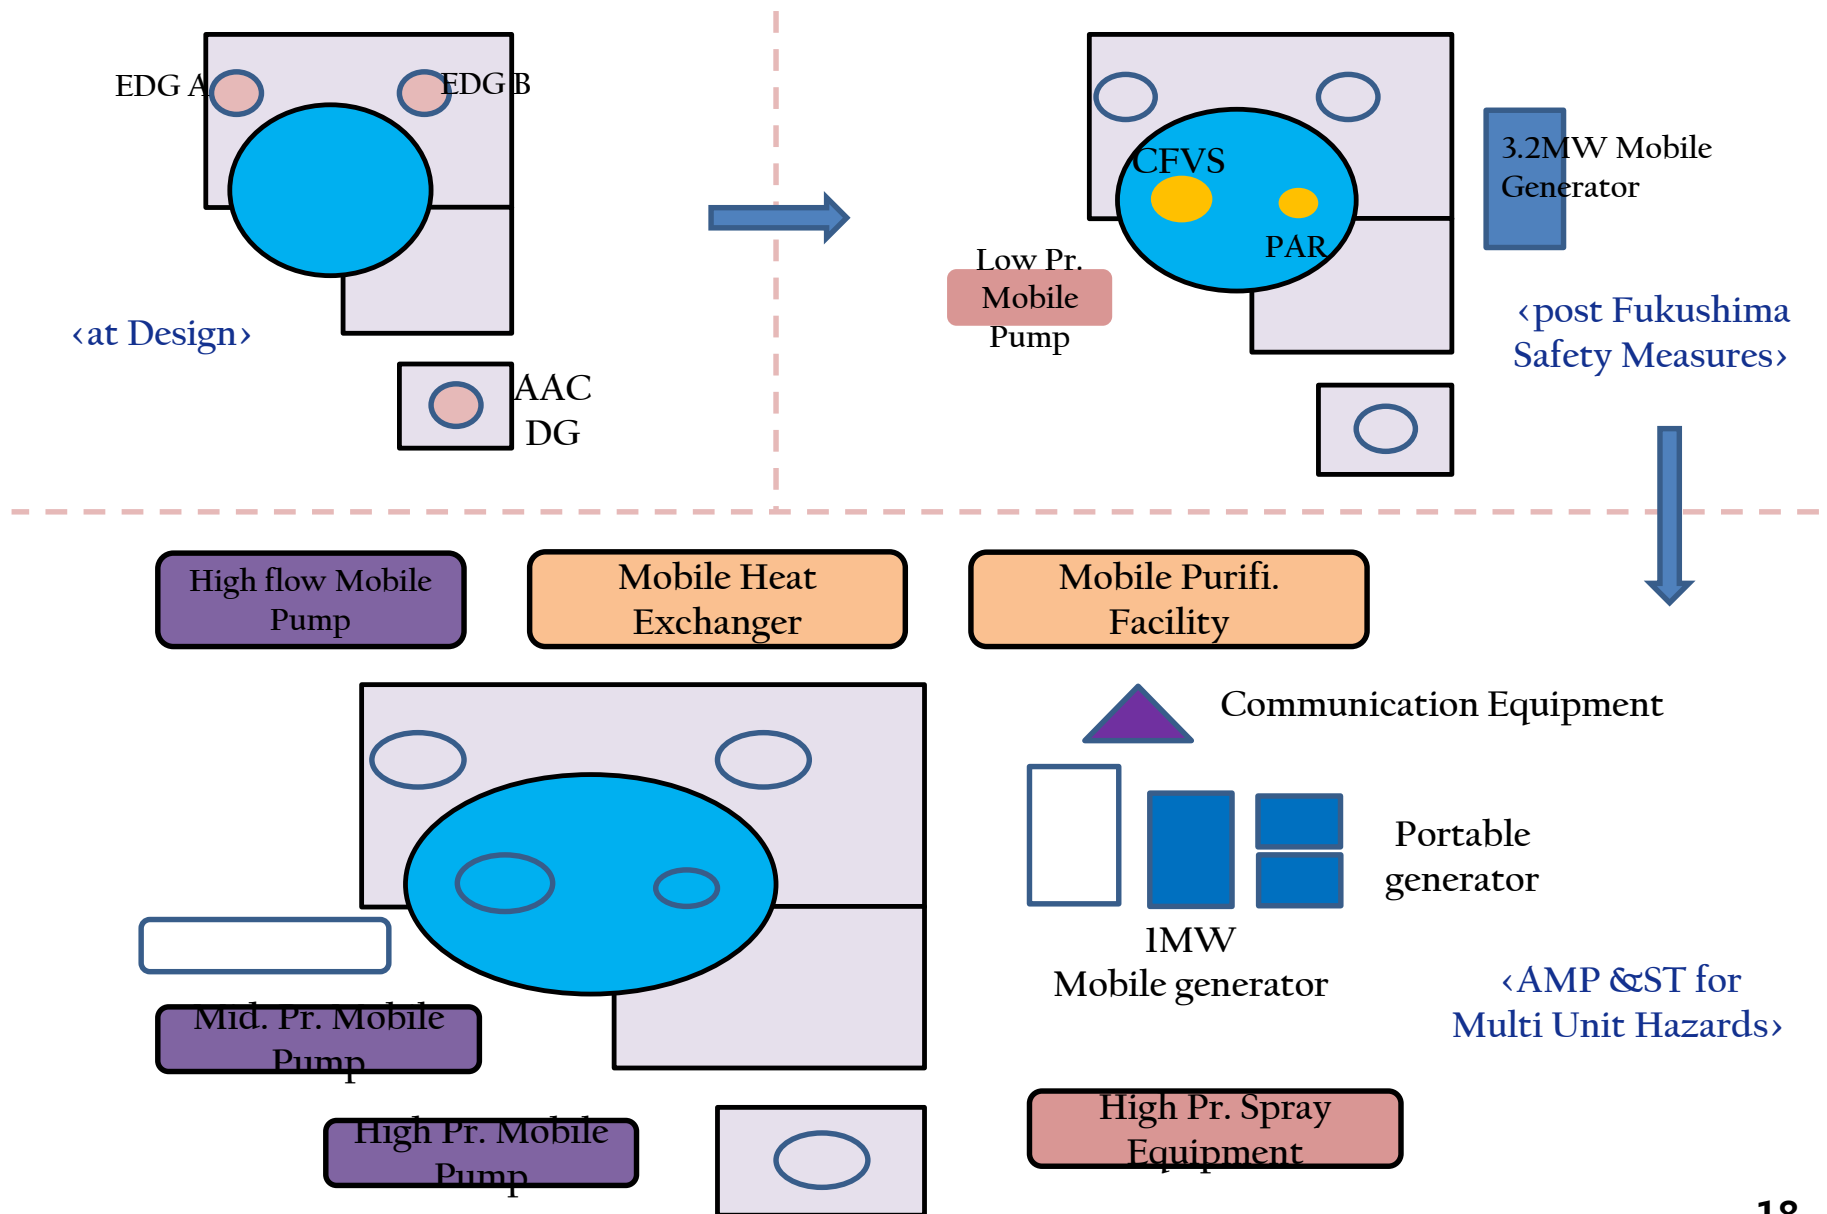 EDG A
EDG B
‹at Design›
AAC
DG
CFVS
PAR
3.2MW Mobile
Generator
Low Pr.
Mobile
Pump
‹post Fukushima
Safety Measures›
High flow Mobile
Pump
Mobile Heat
Exchanger
Mobile Purifi.
Facility
Communication Equipment
Portable
generator
1MW
Mobile generator
‹AMP &ST for
Multi Unit Hazards›
Mid. Pr. Mobile
Pump
High Pr. Mobile
Pump
High Pr. Spray
Equipment
18